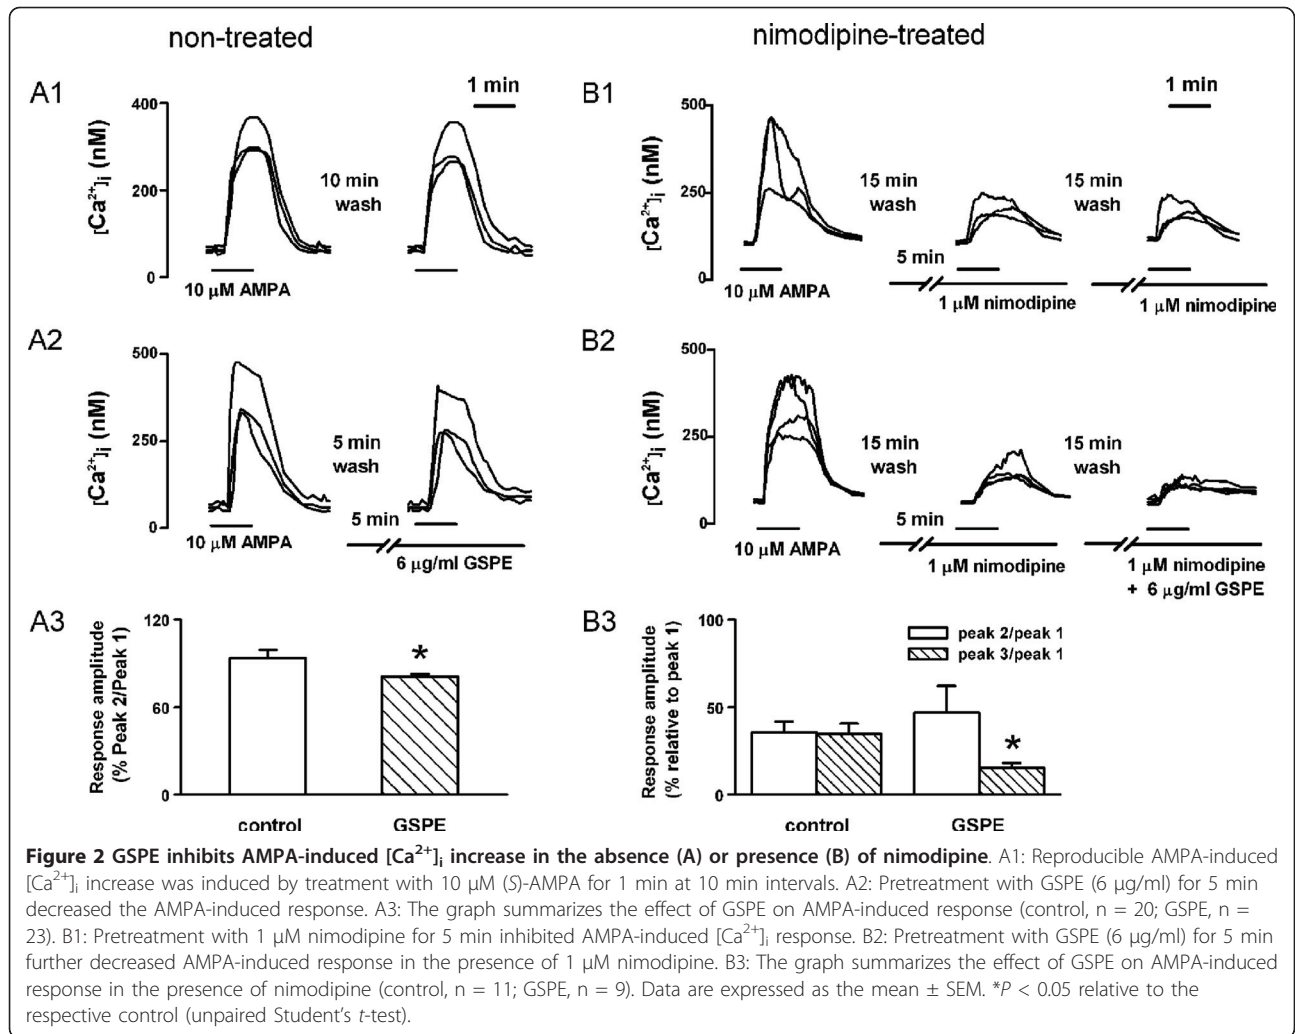 non-treated
nimodipine-treated
A1
1 min
[Ca²⁺]ᵢ (nM)
400
200
0
10 min
wash
10 μM AMPA
B1
1 min
[Ca²⁺]ᵢ (nM)
500
250
0
15 min
wash
15 min
wash
5 min
10 μM AMPA
1 μM nimodipine
1 μM nimodipine
A2
[Ca²⁺]ᵢ (nM)
500
250
0
5 min
wash
5 min
10 μM AMPA
6 μg/ml GSPE
B2
[Ca²⁺]ᵢ (nM)
500
250
0
15 min
wash
15 min
wash
5 min
10 μM AMPA
1 μM nimodipine
1 μM nimodipine
+ 6 μg/ml GSPE
A3
Response amplitude
(% Peak 2/Peak 1)
120
60
0
*
control
GSPE
B3
Response amplitude
(% relative to peak 1)
100
50
0
peak 2/peak 1
peak 3/peak 1
*
control
GSPE
Figure 2 GSPE inhibits AMPA-induced [Ca²⁺]ᵢ increase in the absence (A) or presence (B) of nimodipine. A1: Reproducible AMPA-induced
[Ca²⁺]ᵢ increase was induced by treatment with 10 μM (S)-AMPA for 1 min at 10 min intervals. A2: Pretreatment with GSPE (6 μg/ml) for 5 min
decreased the AMPA-induced response. A3: The graph summarizes the effect of GSPE on AMPA-induced response (control, n = 20; GSPE, n =
23). B1: Pretreatment with 1 μM nimodipine for 5 min inhibited AMPA-induced [Ca²⁺]ᵢ response. B2: Pretreatment with GSPE (6 μg/ml) for 5 min
further decreased AMPA-induced response in the presence of 1 μM nimodipine. B3: The graph summarizes the effect of GSPE on AMPA-induced
response in the presence of nimodipine (control, n = 11; GSPE, n = 9). Data are expressed as the mean ± SEM. *P < 0.05 relative to the
respective control (unpaired Student's t-test).